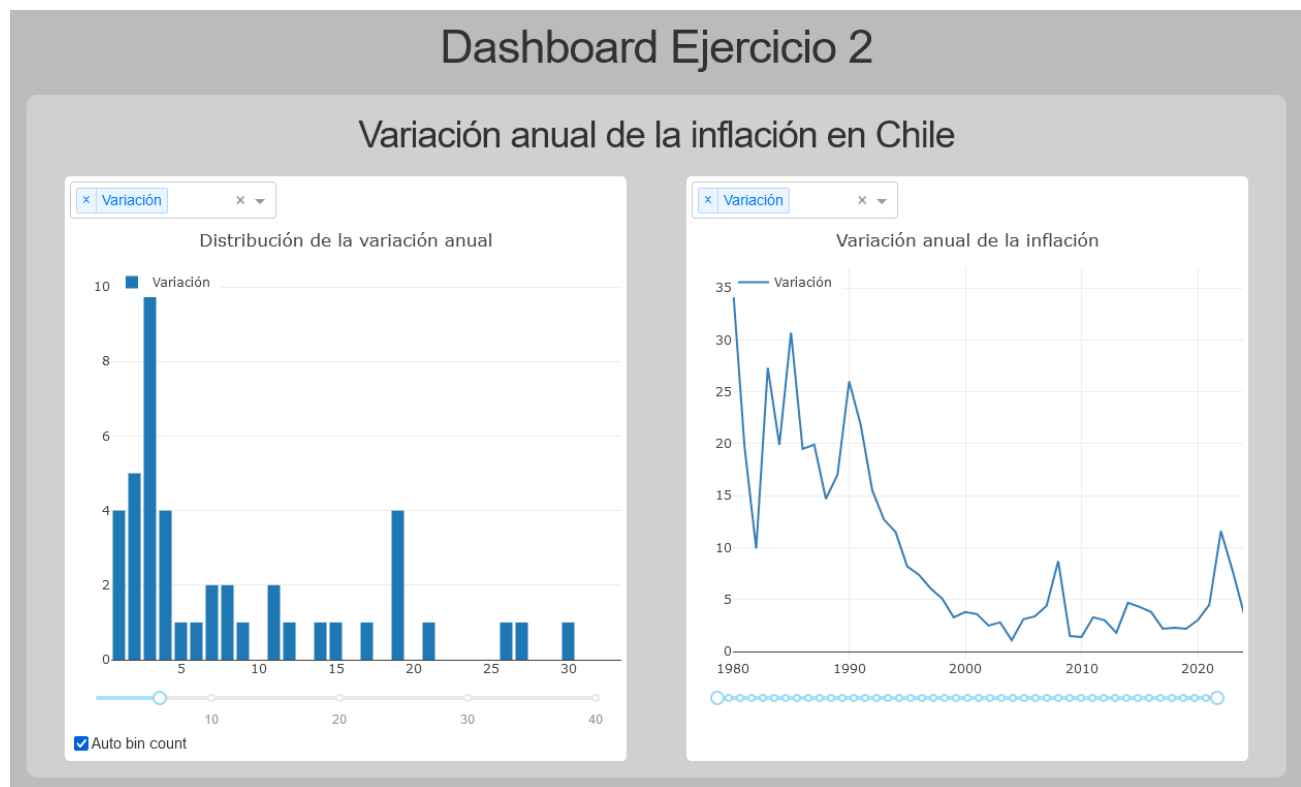 Dashboard Ejercicio 2
Variación anual de la inflación en Chile
× Variación × 
Distribución de la variación anual
Variación
10
8
6
4
2
0
5 10 15 20 25 30
10 20 30 40
Auto bin count
× Variación ×
Variación anual de la inflación
Variación
35
30
25
20
15
10
5
0
1980 1990 2000 2010 2020